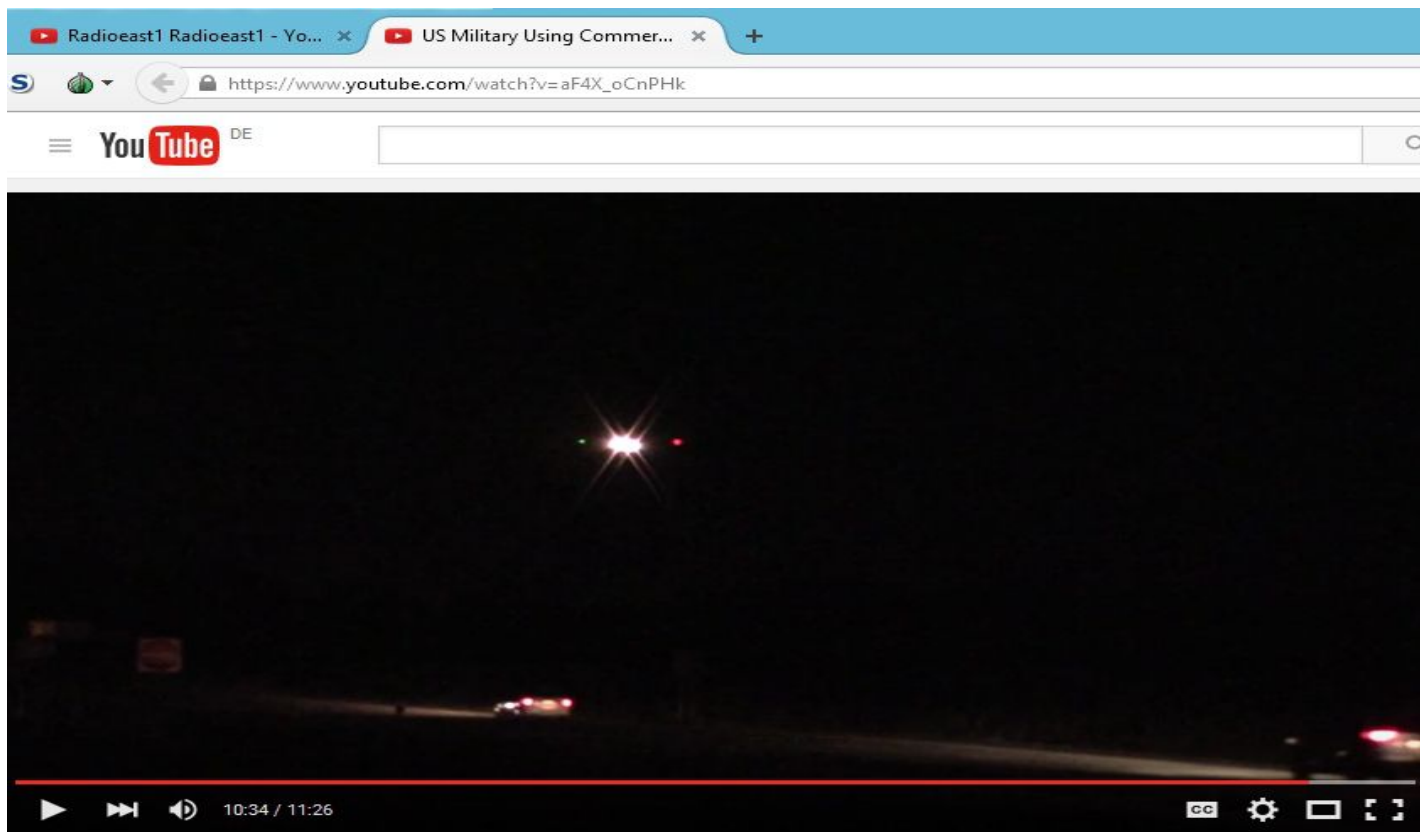 Radioeast1 Radioeast1 - Yo... US Military Using Commer...
S https://www.youtube.com/watch?v=aF4X_oCnPHk
YouTube DE
10:34 / 11:26 CC